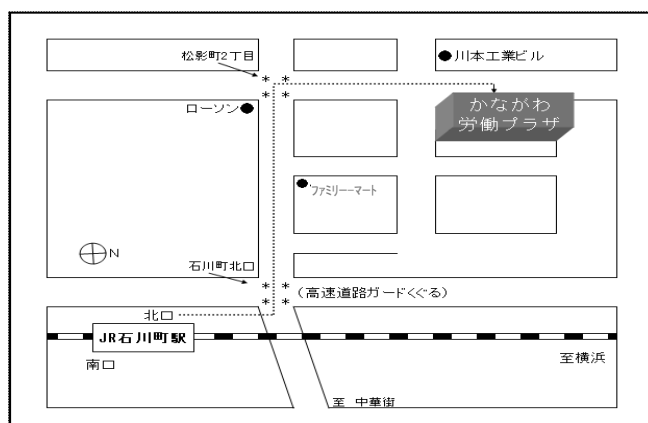 松影町2丁目
川本工業ビル
ローソン
かながわ
労働プラザ
ファミリーマート
N
石川町北口
(高速道路ガードくぐる)
北口
JR石川町駅
南口
至横浜
至 中華街